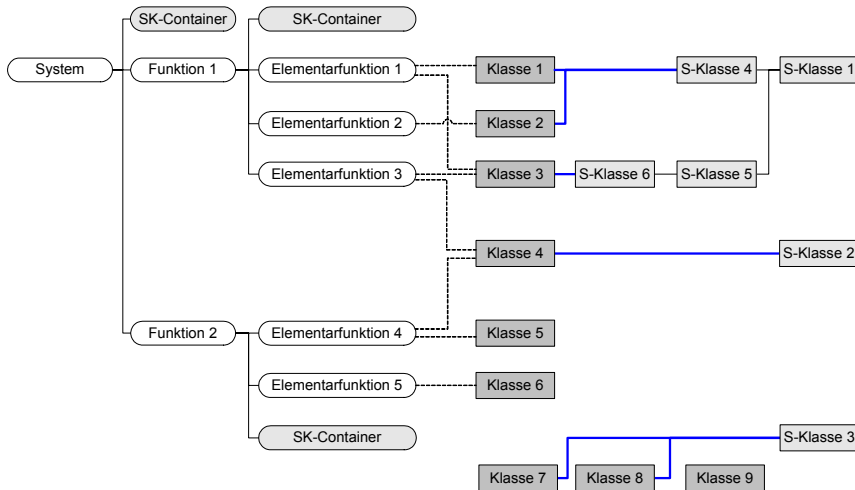 SK-Container
SK-Container
System
Funktion 1
Elementarfunktion 1
Klasse 1
S-Klasse 4
S-Klasse 1
Elementarfunktion 2
Klasse 2
Elementarfunktion 3
Klasse 3
S-Klasse 6
S-Klasse 5
Klasse 4
S-Klasse 2
Funktion 2
Elementarfunktion 4
Klasse 5
Elementarfunktion 5
Klasse 6
SK-Container
S-Klasse 3
Klasse 7
Klasse 8
Klasse 9